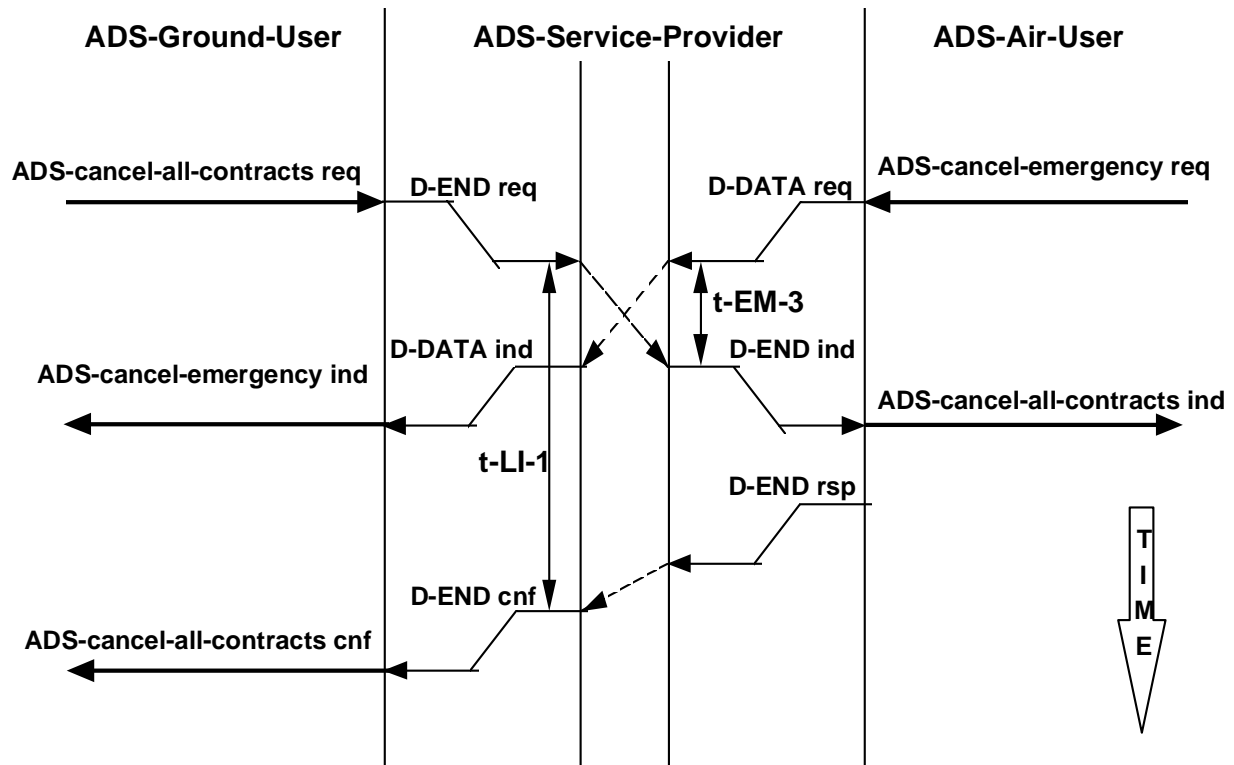 ADS-Ground-User
ADS-Service-Provider
ADS-Air-User
ADS-cancel-all-contracts req
D-END req
D-DATA req
ADS-cancel-emergency req
t-EM-3
D-DATA ind
D-END ind
ADS-cancel-emergency ind
ADS-cancel-all-contracts ind
t-LI-1
D-END rsp
D-END cnf
ADS-cancel-all-contracts cnf
T
I
M
E